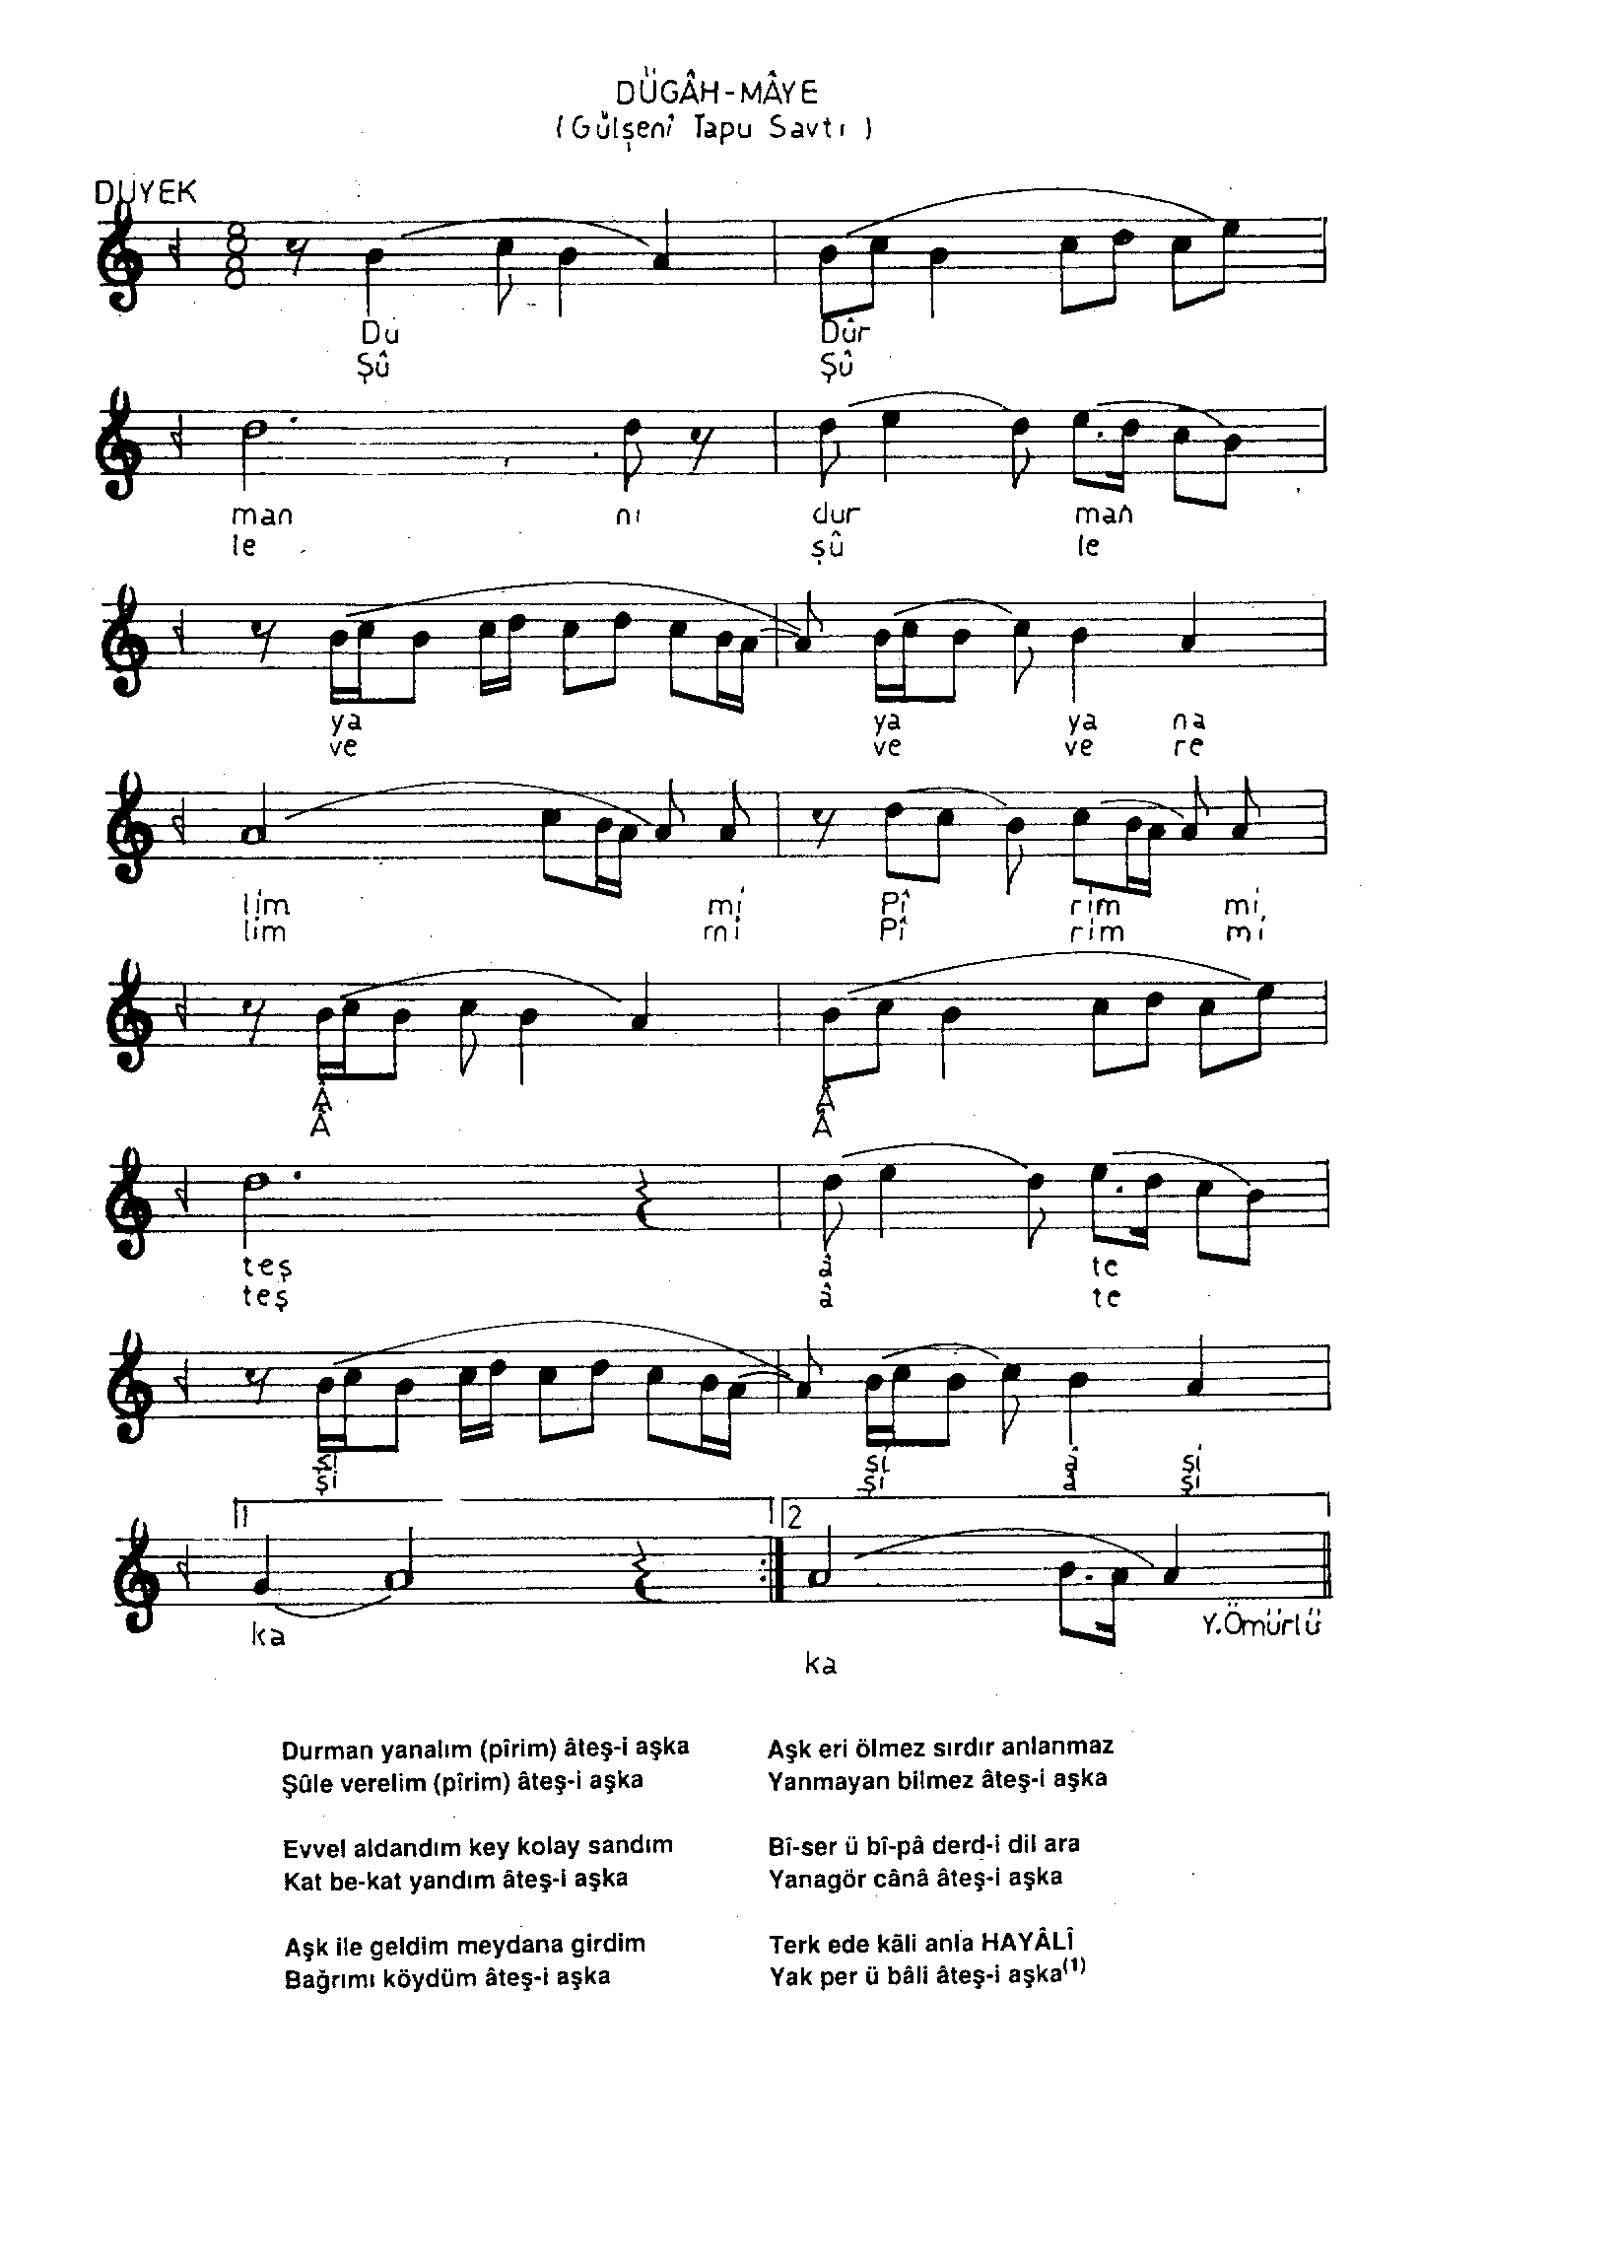 DÜGÂH-MÂYE
(Gülşenî Tapu Savtı)
DÜYEK
8
8
Du Dûr
Şû Şû
man nı dur man
le şû le
ya ya ya na
ve ve ve re
lim mi Pî rim mi
lim mi Pî rim mi
Â Â
Â Â
teş â te
teş â te
şi şi â şi
şi şi â şi
1 2
ka
Y.Ömürlü
ka
Durman yanalım (pîrim) âteş-i aşka
Şûle verelim (pîrim) âteş-i aşka
Evvel aldandım key kolay sandım
Kat be-kat yandım âteş-i aşka
Aşk ile geldim meydana girdim
Bağrımı köydüm âteş-i aşka
Aşk eri ölmez sırdır anlanmaz
Yanmayan bilmez âteş-i aşka
Bî-ser ü bî-pâ derd-i dil ara
Yanagör cânâ âteş-i aşka
Terk ede kâli anla HAYÂLÎ
Yak per ü bâli âteş-i aşka(1)